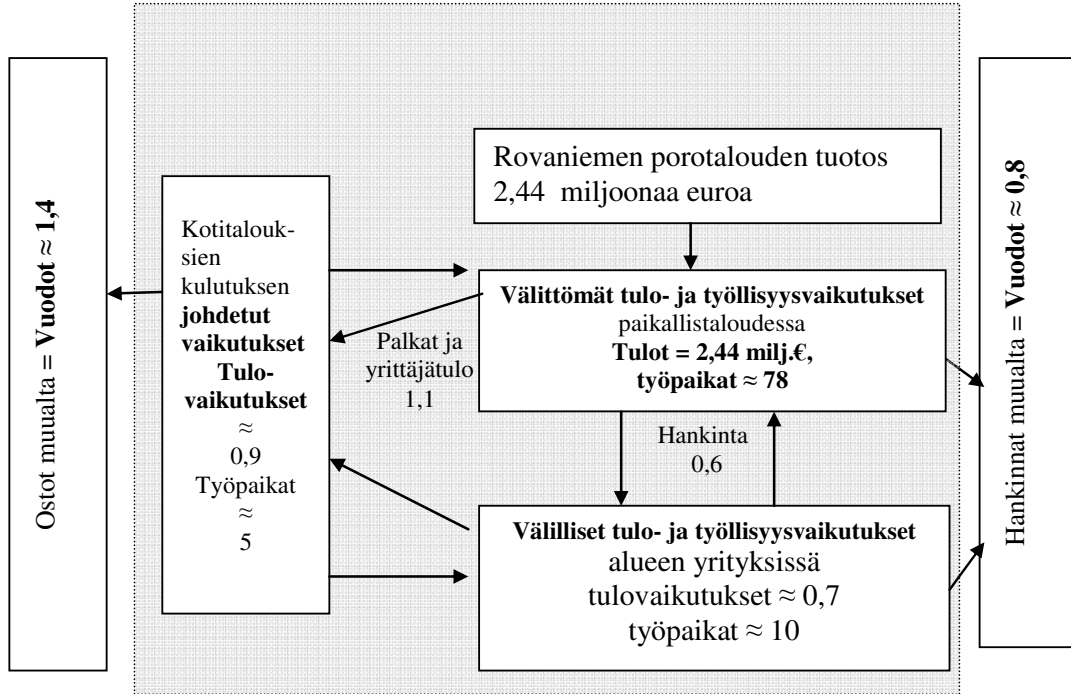 Ostot muualta = Vuodot ≈ 1,4
Kotitalouk-
sien
kulutuksen
johdetut
vaikutukset
Tulo-
vaikutukset
≈
0,9
Työpaikat
≈
5
Rovaniemen porotalouden tuotos
2,44 miljoonaa euroa
Välittömät tulo- ja työllisyysvaikutukset
paikallistaloudessa
Tulot = 2,44 milj.€,
työpaikat ≈ 78
Palkat ja
yrittäjätulo
1,1
Hankinta
0,6
Välilliset tulo- ja työllisyysvaikutukset
alueen yrityksissä
tulovaikutukset ≈ 0,7
työpaikat ≈ 10
Hankinnat muualta = Vuodot ≈ 0,8